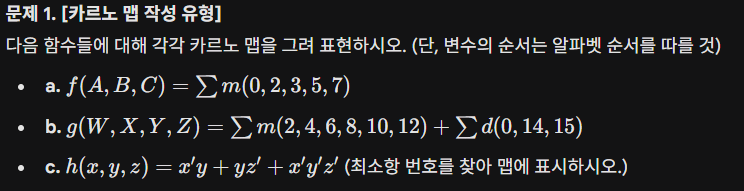 문제 1. [카르노 맵 작성 유형]
다음 함수들에 대해 각각 카르노 맵을 그려 표현하시오. (단, 변수의 순서는 알파벳 순서를 따를 것)
• a. f(A, B, C) = ∑ m(0, 2, 3, 5, 7)
• b. g(W, X, Y, Z) = ∑ m(2, 4, 6, 8, 10, 12) + ∑ d(0, 14, 15)
• c. h(x, y, z) = x′y + yz′ + x′y′z′ (최소항 번호를 찾아 맵에 표시하시오.)